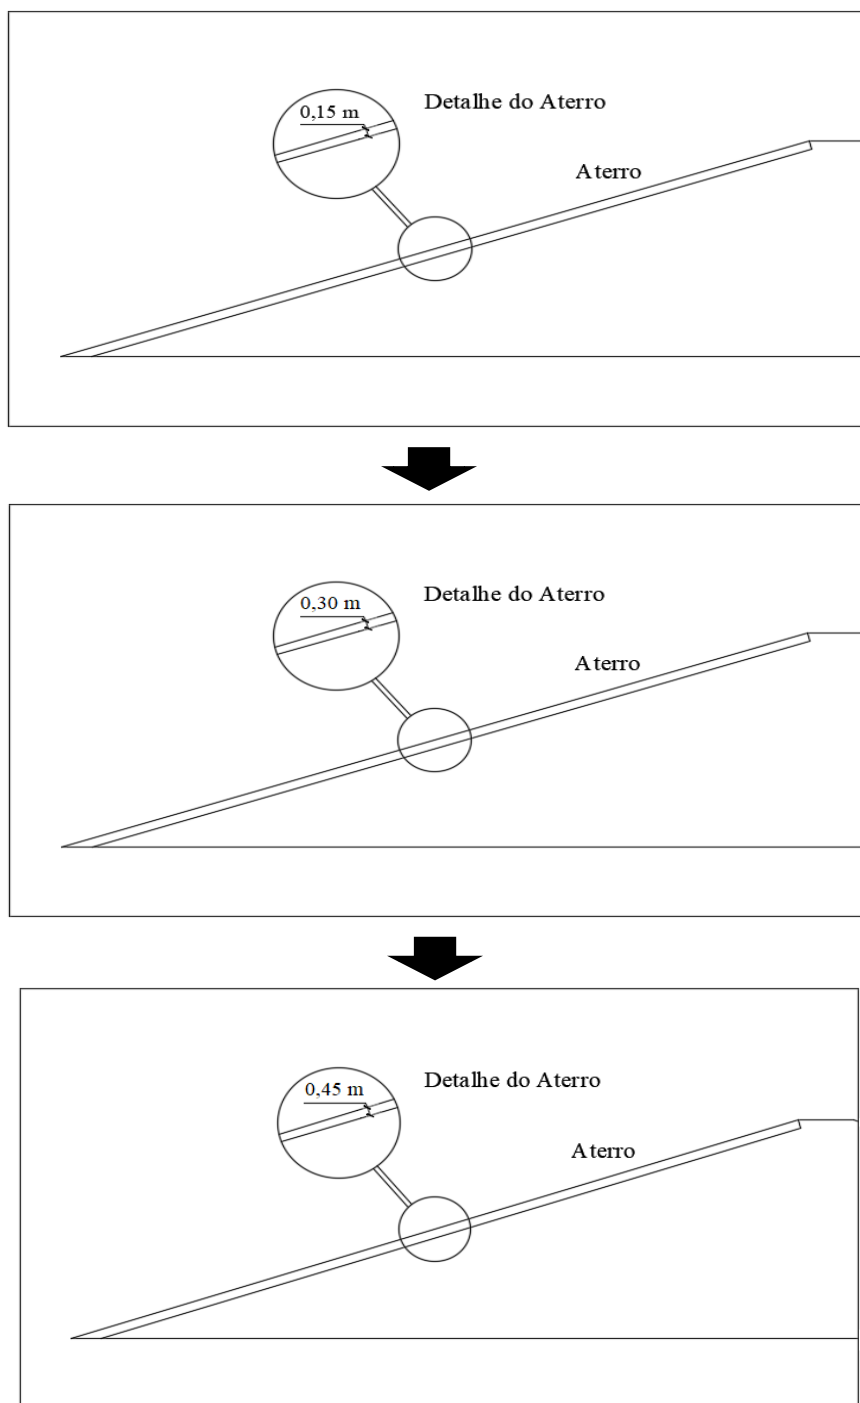 Detalhe do Aterro
0,15 m
Aterro
Detalhe do Aterro
0,30 m
Aterro
Detalhe do Aterro
0,45 m
Aterro